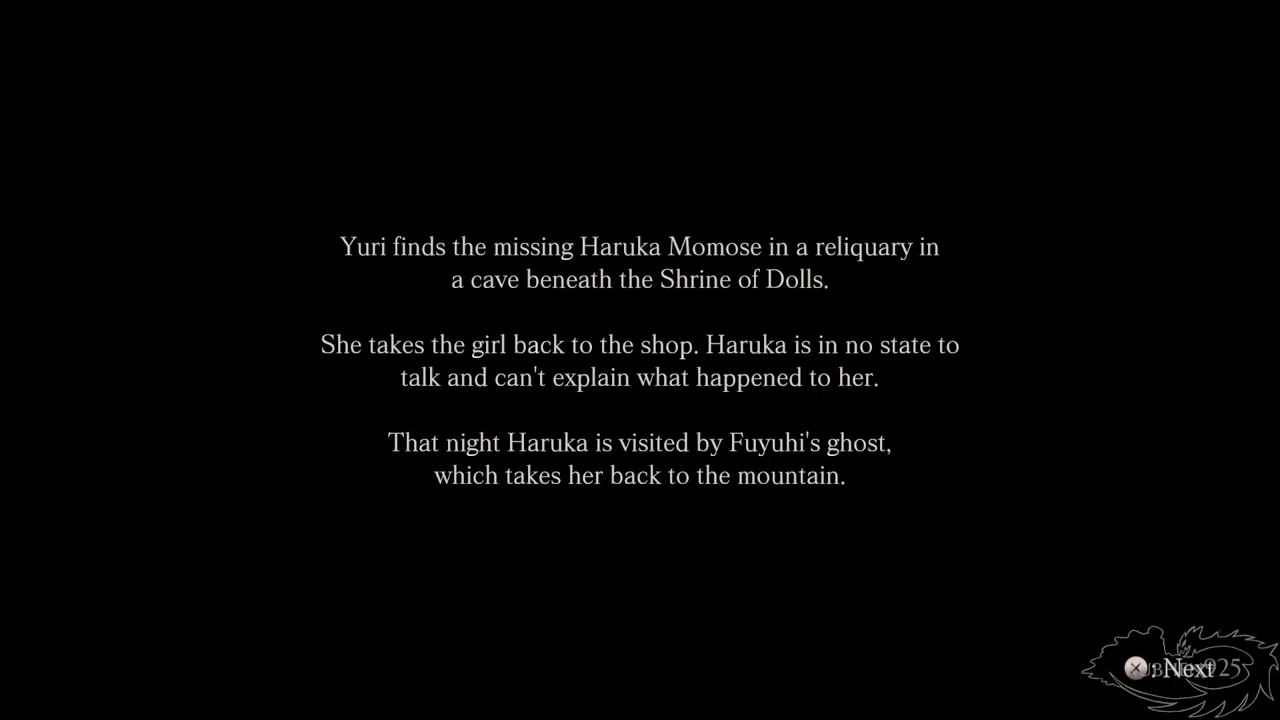 Yuri finds the missing Haruka Momose in a reliquary in
a cave beneath the Shrine of Dolls.
She takes the girl back to the shop. Haruka is in no state to
talk and can't explain what happened to her.
That night Haruka is visited by Fuyuhi's ghost,
which takes her back to the mountain.
: Next